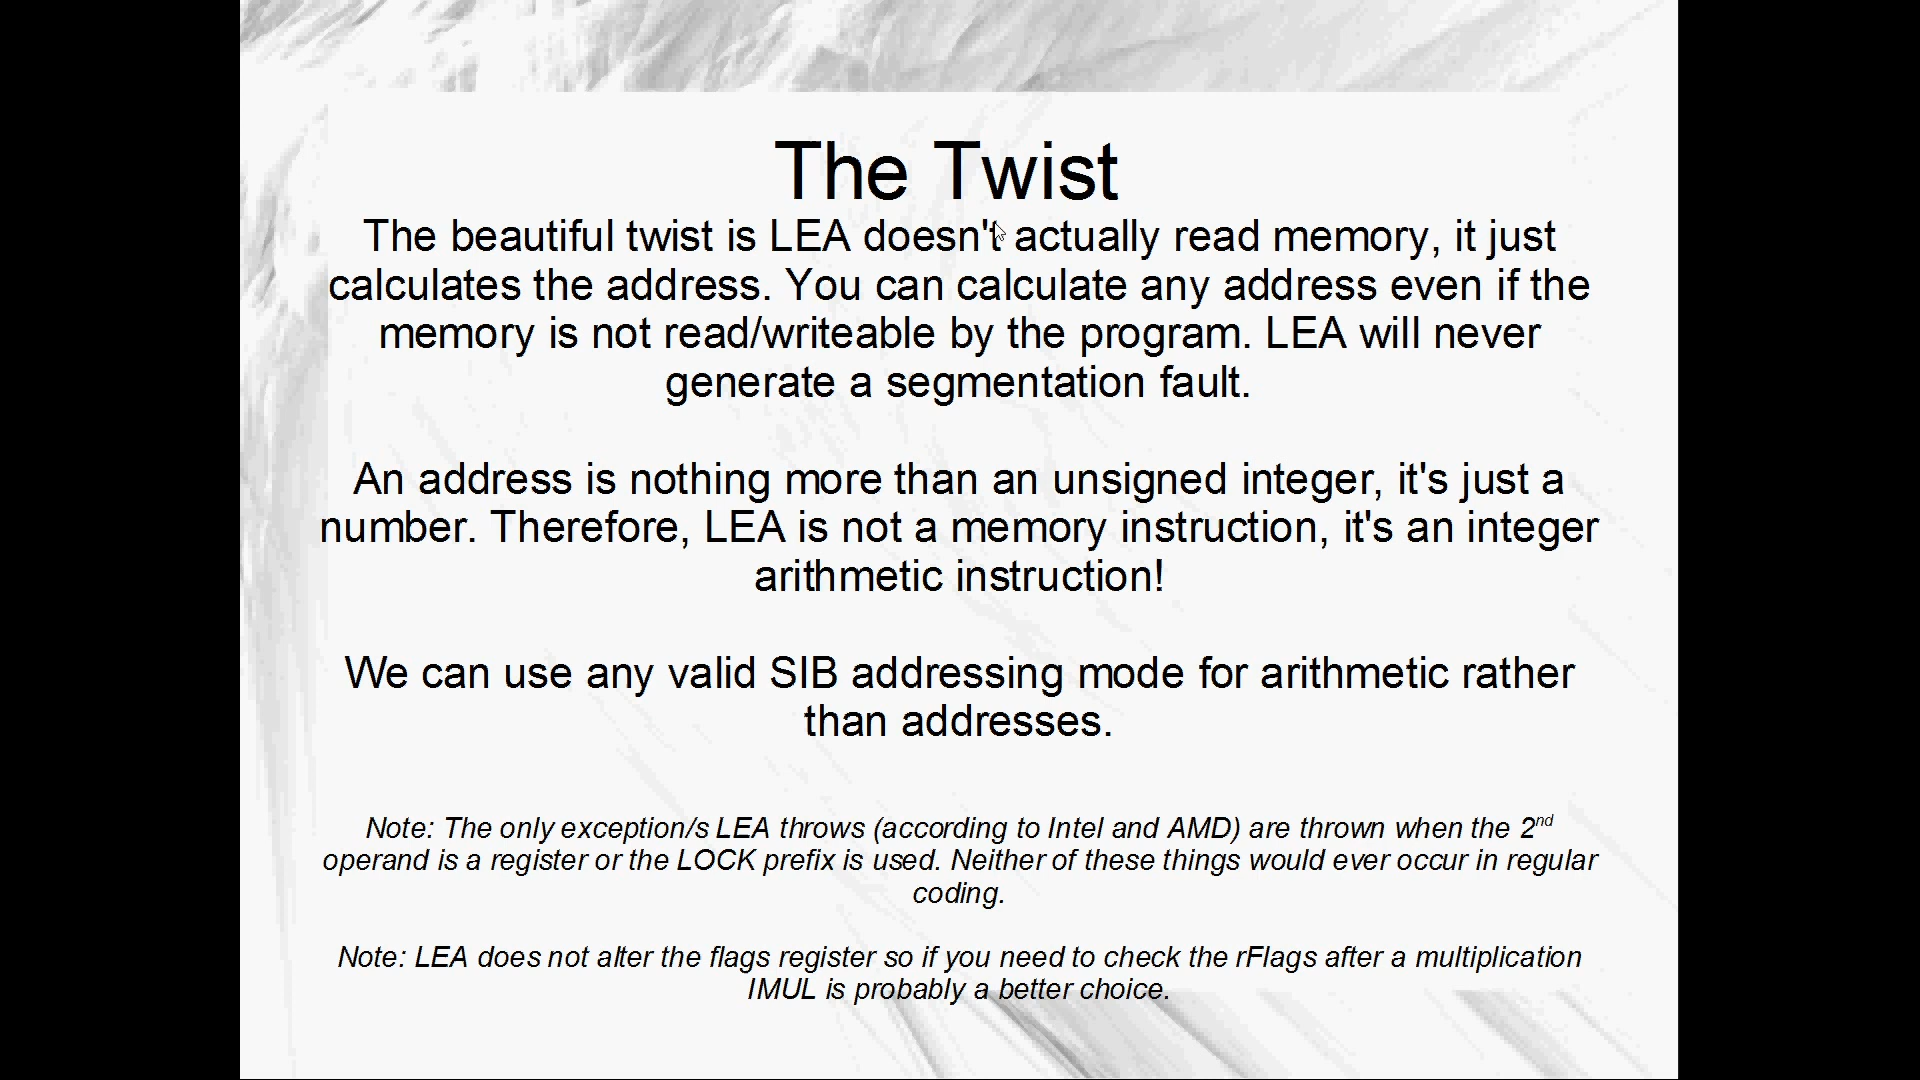 The Twist
The beautiful twist is LEA doesn't actually read memory, it just
calculates the address. You can calculate any address even if the
memory is not read/writeable by the program. LEA will never
generate a segmentation fault.
An address is nothing more than an unsigned integer, it's just a
number. Therefore, LEA is not a memory instruction, it's an integer
arithmetic instruction!
We can use any valid SIB addressing mode for arithmetic rather
than addresses.
Note: The only exception/s LEA throws (according to Intel and AMD) are thrown when the 2nd
operand is a register or the LOCK prefix is used. Neither of these things would ever occur in regular
coding.
Note: LEA does not alter the flags register so if you need to check the rFlags after a multiplication
IMUL is probably a better choice.